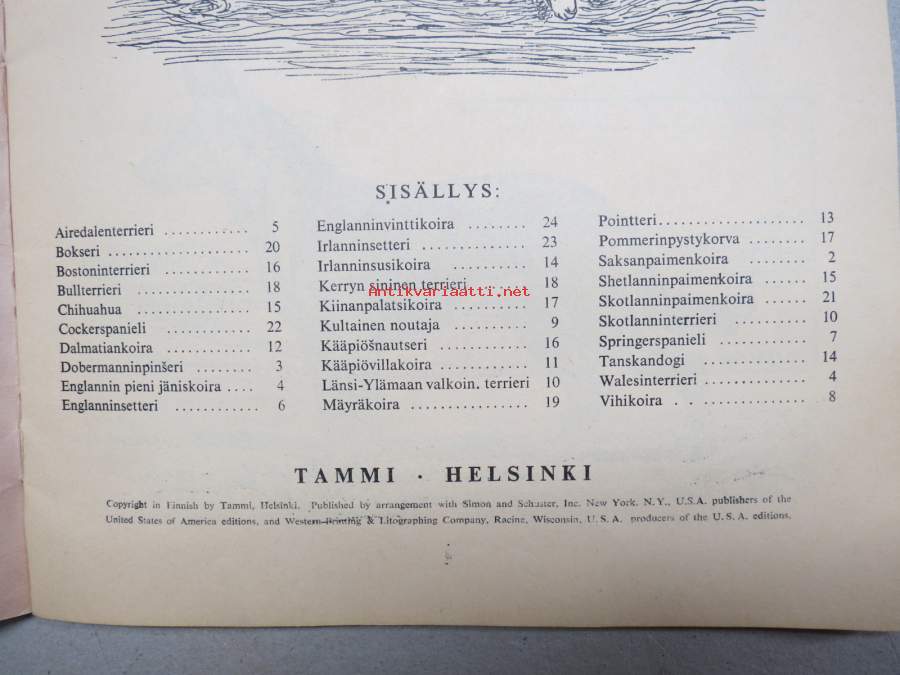 SISÄLLYS:
Airedalenterrieri ............ 5
Bokseri .................... 20
Bostoninterrieri .............. 16
Bullterrieri ................ 18
Chihuahua ................ 15
Cockerspanieli ............ 22
Dalmatiankoira ............ 12
Dobermanninpinšeri ........ 3
Englannin pieni jäniskoira .... 4
Englanninsetteri ............ 6
Englanninvinttikoira ........ 24
Irlanninsetteri .............. 23
Irlanninsusikoira .......... 14
Kerryn sininen terrieri 18
Kiinanpalatsikoira .......... 17
Kultainen noutaja .......... 9
Kääpiöšnautseri ............ 16
Kääpiövillakoira ............ 11
Länsi-Ylämaan valkoin. terrieri 10
Mäyräkoira ................ 19
Pointteri .................... 13
Pommerinpystykorva ........ 17
Saksanpaimenkoira ........ 2
Shetlanninpaimenkoira ...... 15
Skotlanninpaimenkoira ...... 21
Skotlanninterrieri .......... 10
Springerspanieli ............ 7
Tanskandogi .............. 14
Walesinterrieri .............. 4
Vihikoira .................. 8
Antikvariaatti.net
TAMMI · HELSINKI
Copyright in Finnish by Tammi, Helsinki. Published by arrangement with Simon and Schuster, Inc. New York. N.Y., U.S.A. publishers of the
United States of America editions, and Western Printing & Litographing Company, Racine, Wisconsin, U.S.A. producers of the U.S.A. editions.